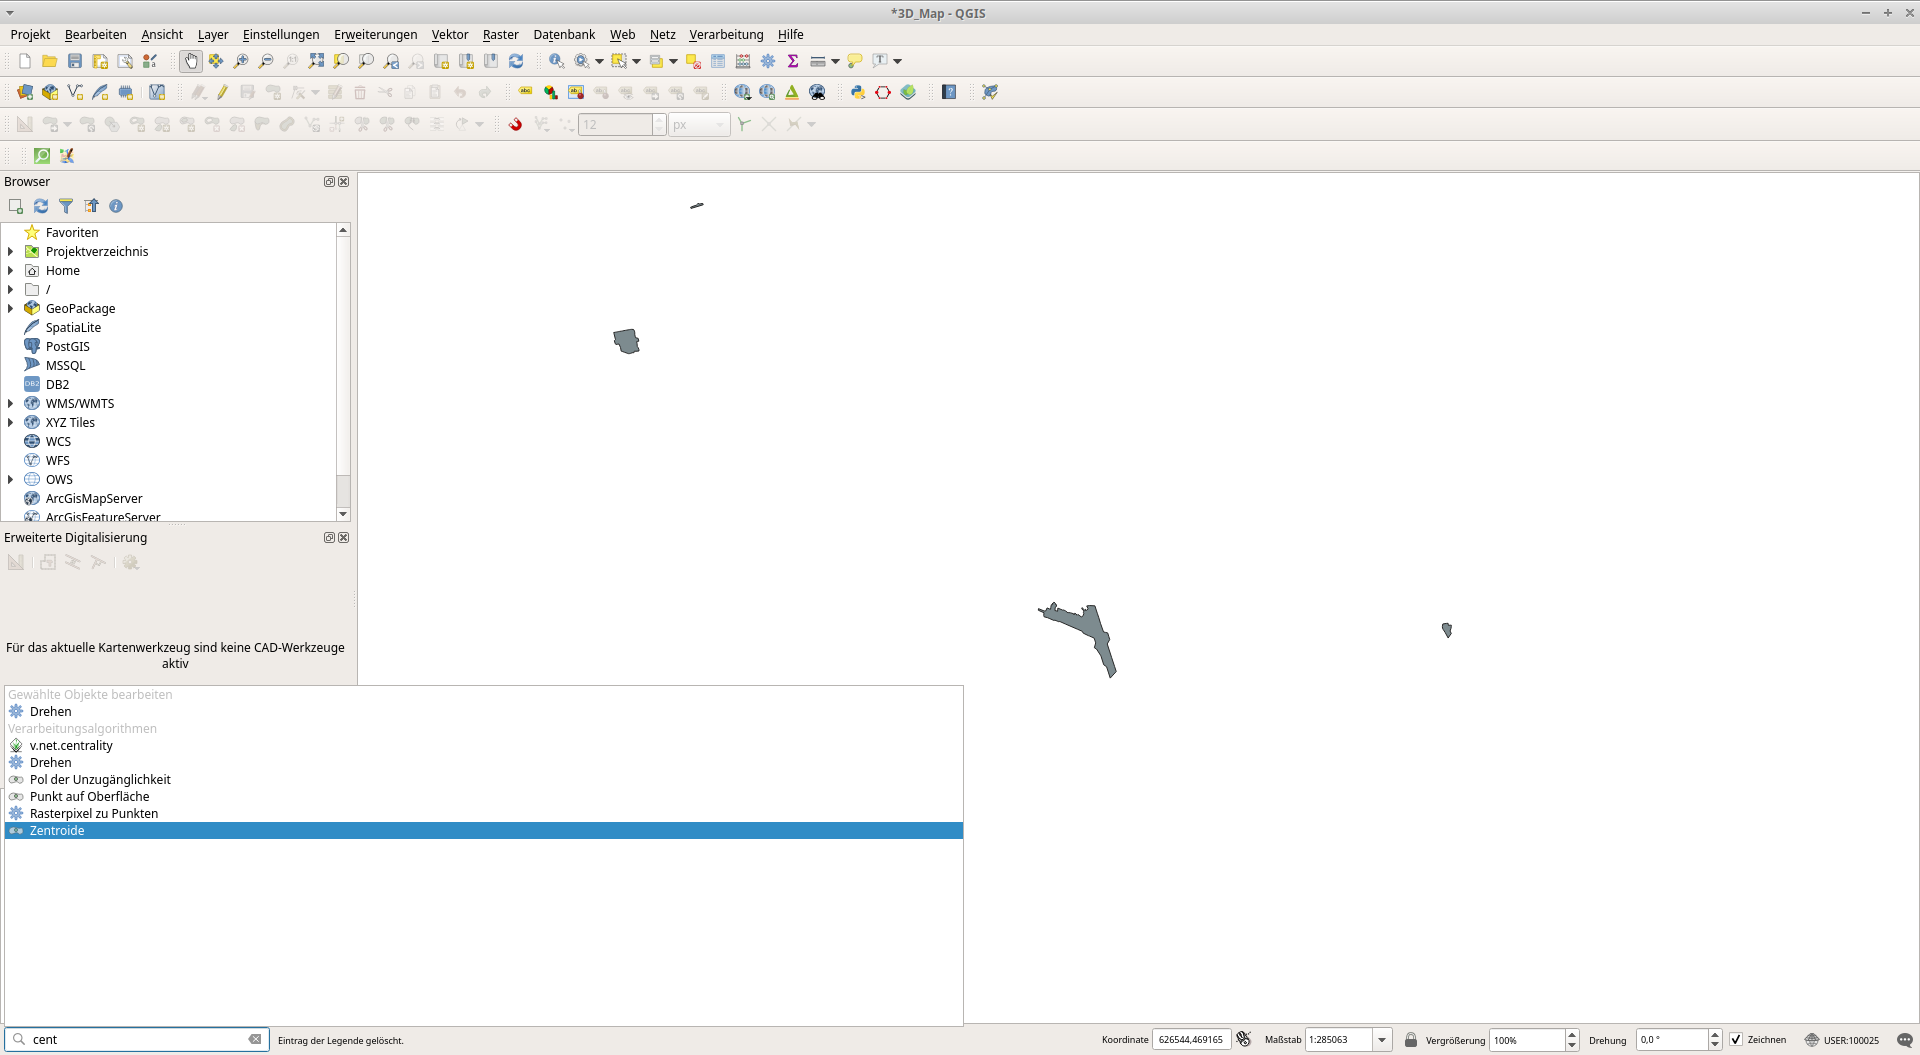 *3D_Map - QGIS
Projekt Bearbeiten Ansicht Layer Einstellungen Erweiterungen Vektor Raster Datenbank Web Netz Verarbeitung Hilfe
12 px
Browser
Favoriten
Projektverzeichnis
Home
/
GeoPackage
SpatiaLite
PostGIS
MSSQL
DB2
WMS/WMTS
XYZ Tiles
WCS
WFS
OWS
ArcGisMapServer
ArcGisFeatureServer
Erweiterte Digitalisierung
Für das aktuelle Kartenwerkzeug sind keine CAD-Werkzeuge
aktiv
Gewählte Objekte bearbeiten
Drehen
Verarbeitungsalgorithmen
v.net.centrality
Drehen
Pol der Unzugänglichkeit
Punkt auf Oberfläche
Rasterpixel zu Punkten
Zentroide
cent Eintrag der Legende gelöscht. Koordinate 626544,469165 Maßstab 1:285063 Vergrößerung 100% Drehung 0,0 ° Zeichnen USER:100025